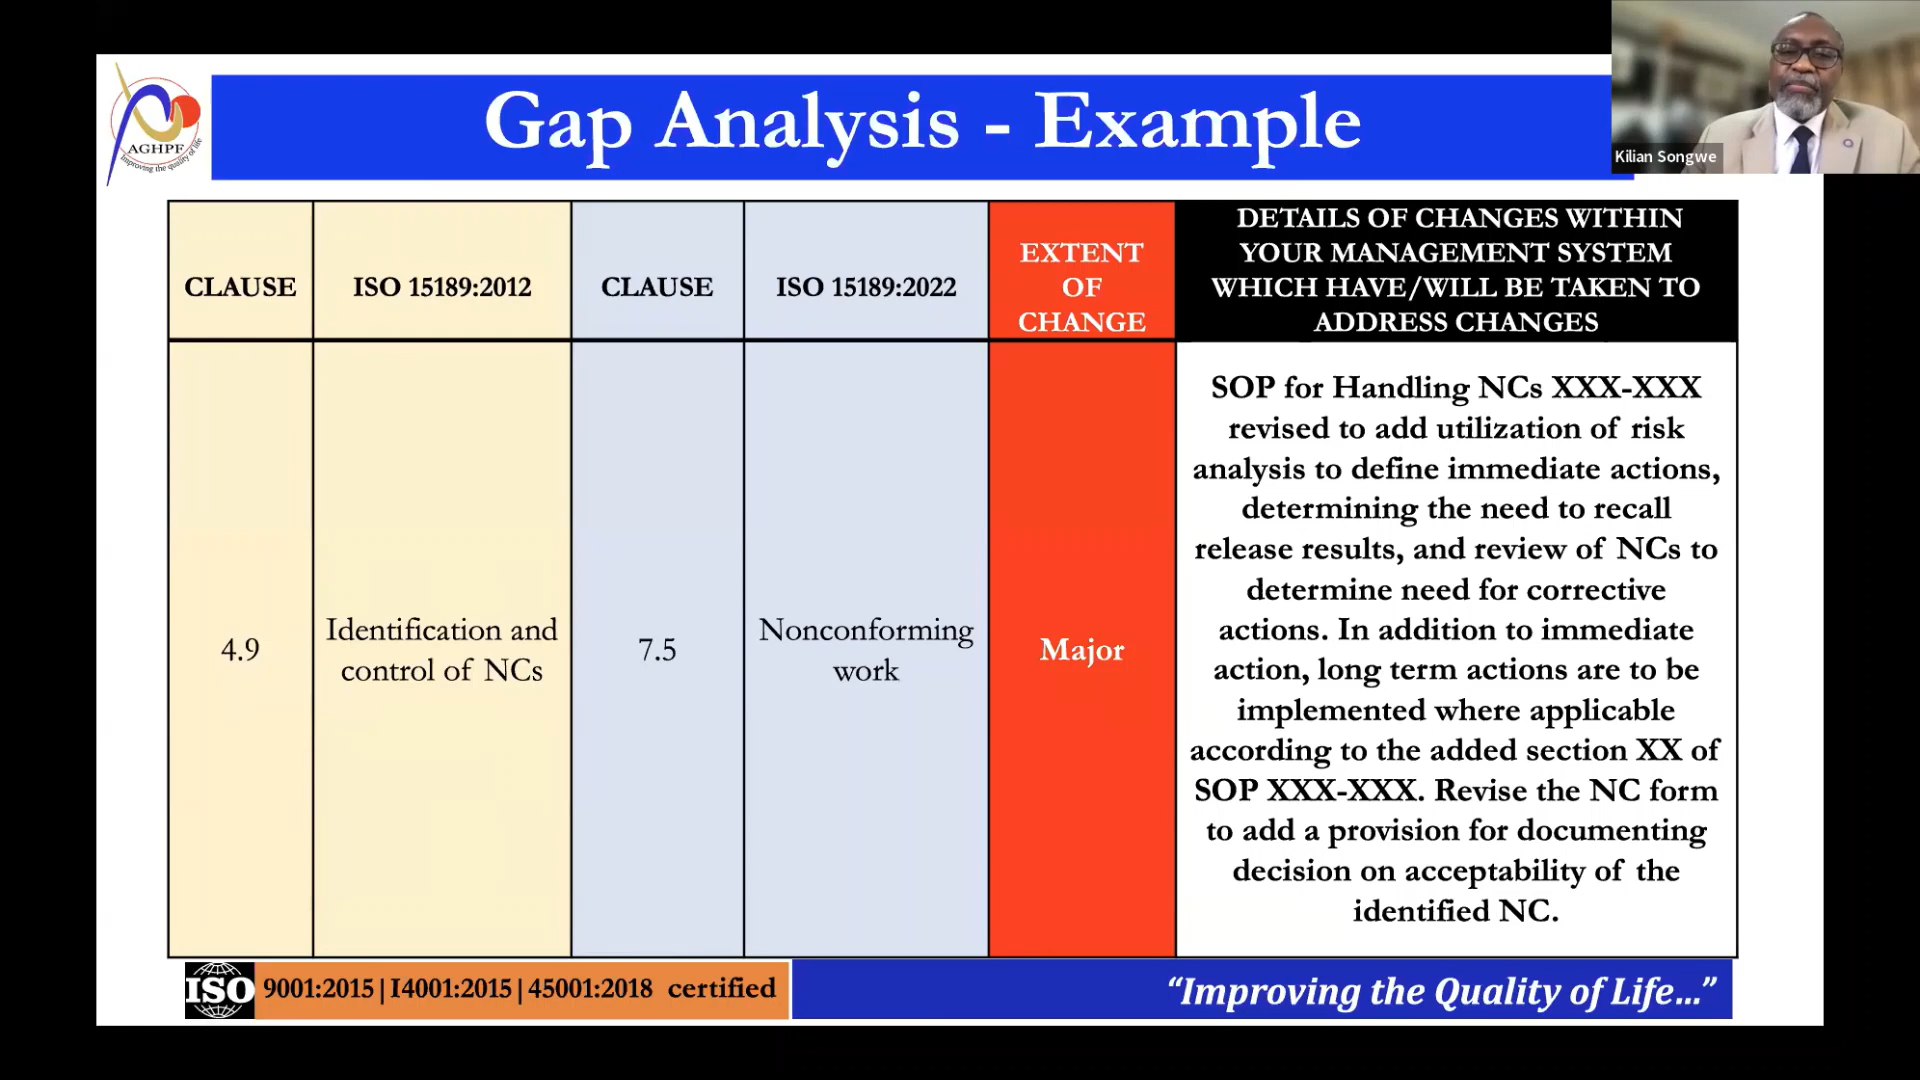 Gap Analysis - Example
AGHPF
Improving the quality of life
Kilian Songwe
CLAUSE
ISO 15189:2012
CLAUSE
ISO 15189:2022
EXTENT
OF
CHANGE
DETAILS OF CHANGES WITHIN
YOUR MANAGEMENT SYSTEM
WHICH HAVE/WILL BE TAKEN TO
ADDRESS CHANGES
4.9
Identification and
control of NCs
7.5
Nonconforming
work
Major
SOP for Handling NCs XXX-XXX
revised to add utilization of risk
analysis to define immediate actions,
determining the need to recall
release results, and review of NCs to
determine need for corrective
actions. In addition to immediate
action, long term actions are to be
implemented where applicable
according to the added section XX of
SOP XXX-XXX. Revise the NC form
to add a provision for documenting
decision on acceptability of the
identified NC.
ISO 9001:2015 | I4001:2015 | 45001:2018 certified
“Improving the Quality of Life...”